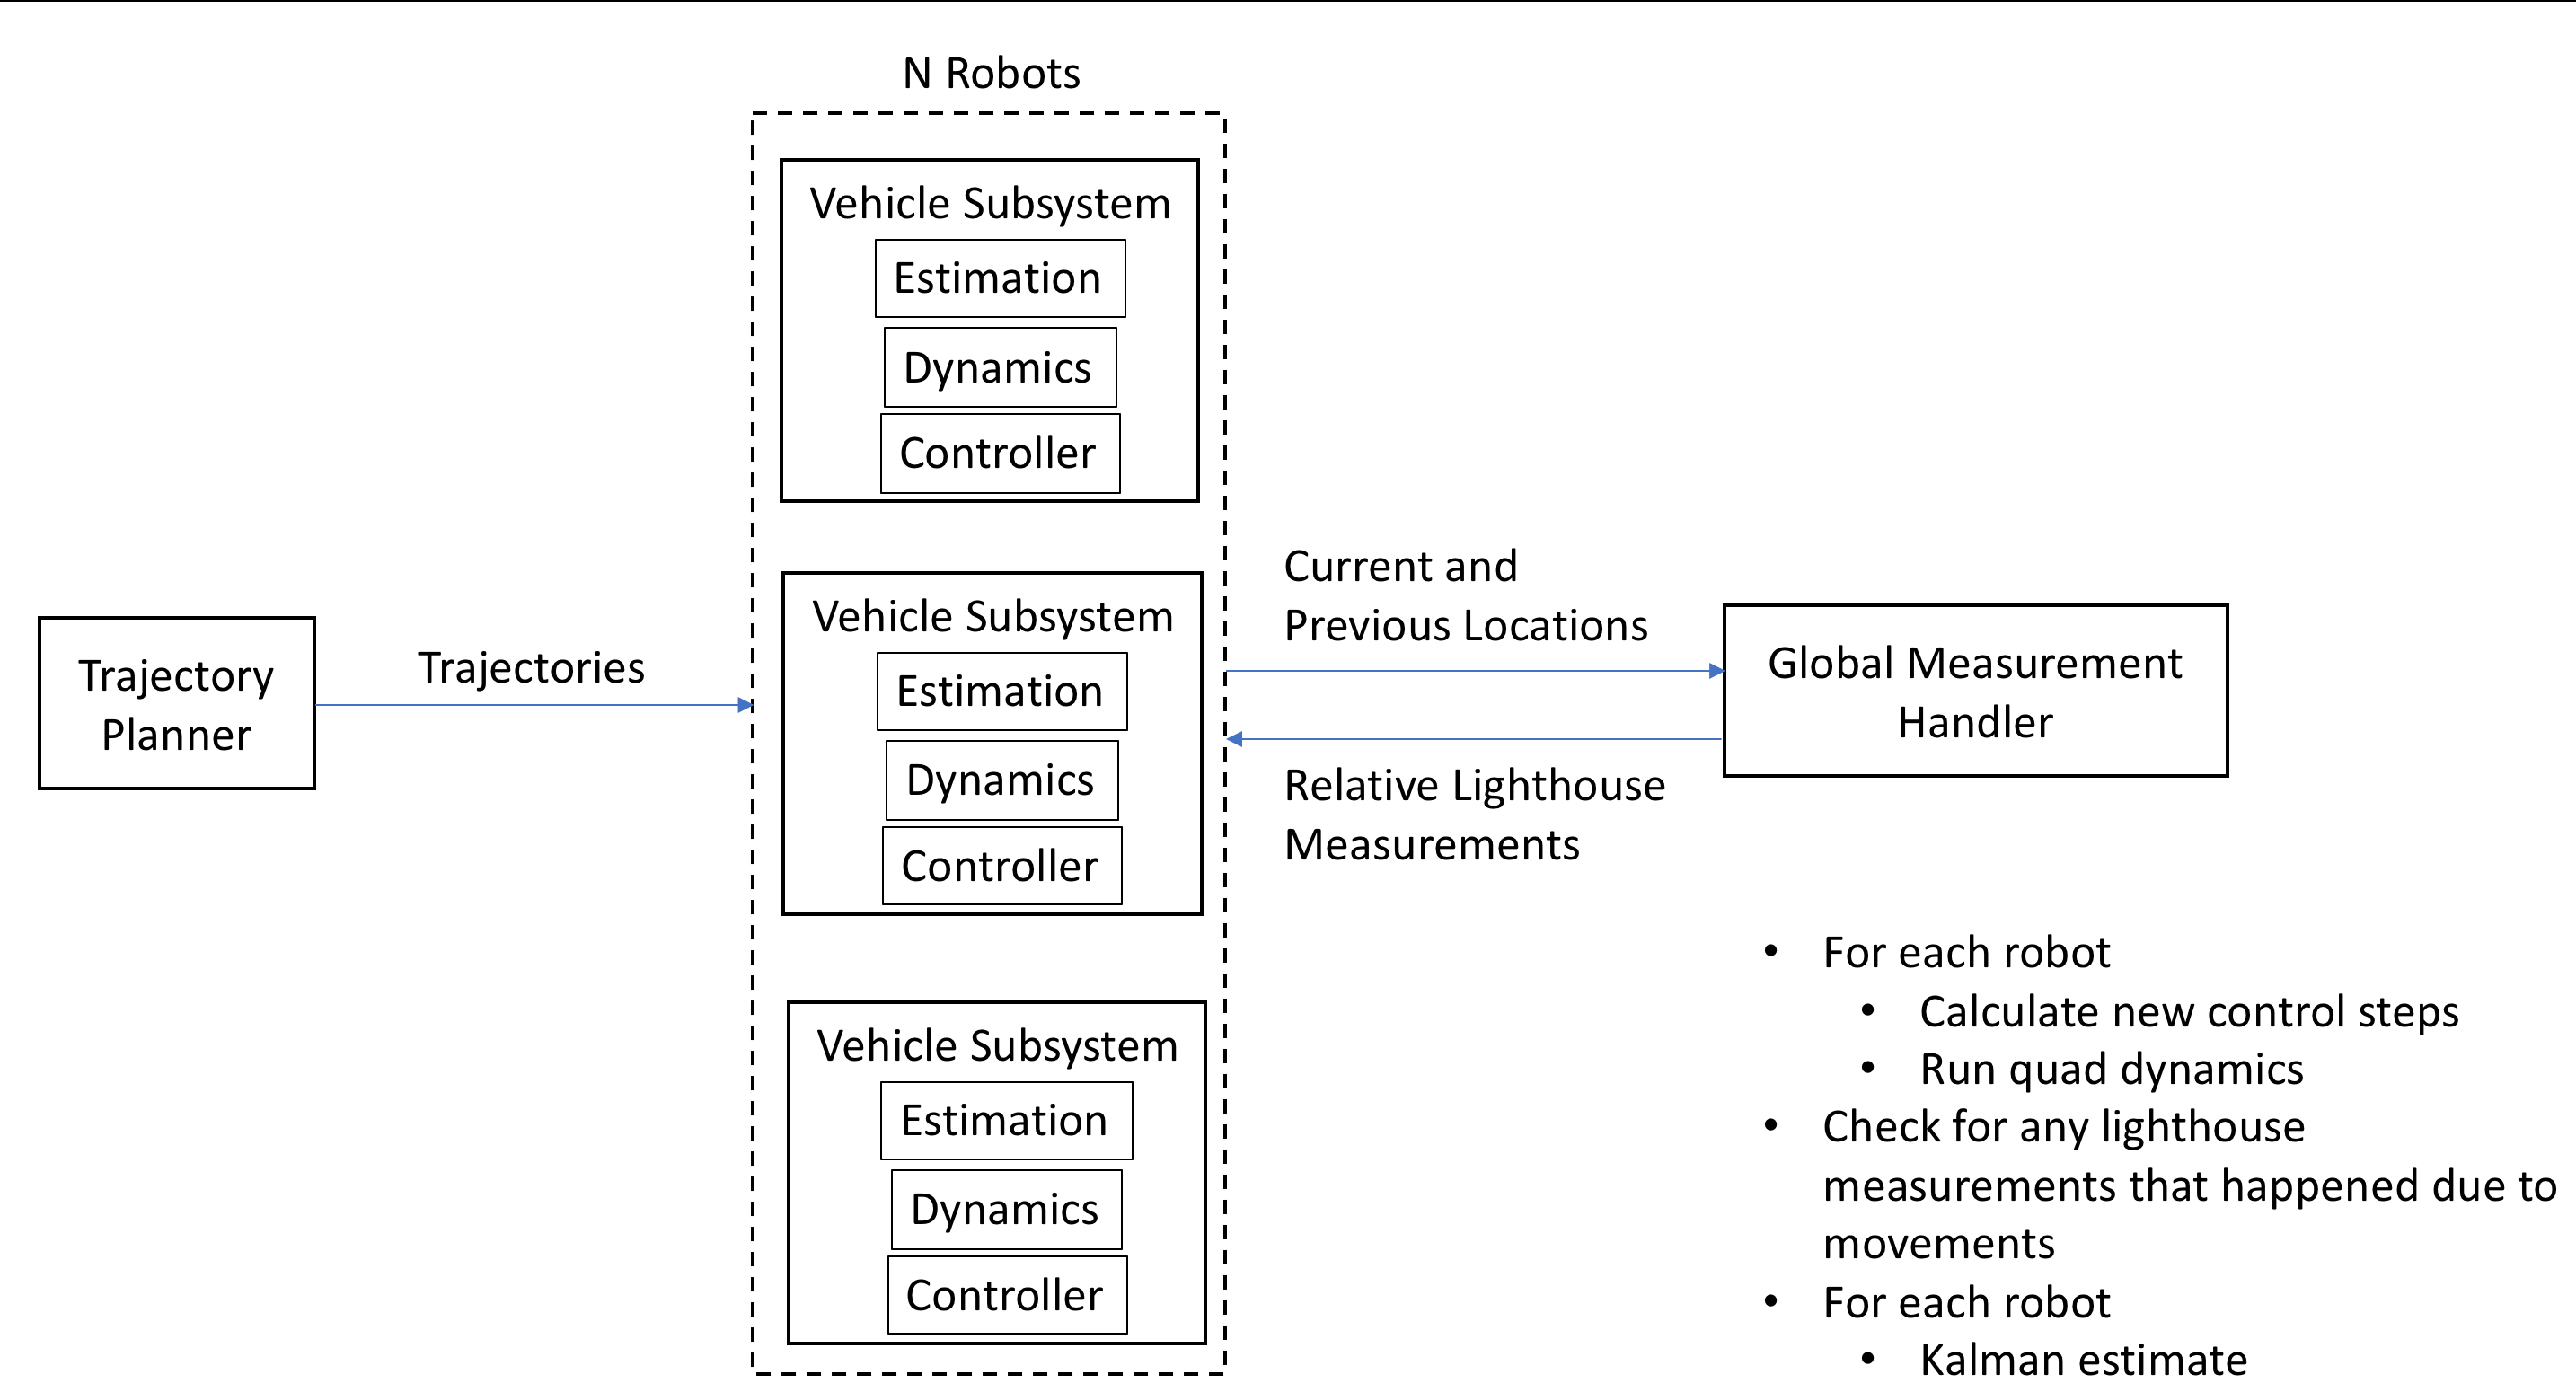 N Robots
Vehicle Subsystem
Estimation
Dynamics
Controller
Vehicle Subsystem
Estimation
Dynamics
Controller
Vehicle Subsystem
Estimation
Dynamics
Controller
Trajectory
Planner
Trajectories
Current and
Previous Locations
Relative Lighthouse
Measurements
Global Measurement
Handler
• For each robot
• Calculate new control steps
• Run quad dynamics
• Check for any lighthouse
measurements that happened due to
movements
• For each robot
• Kalman estimate